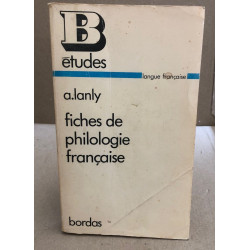 B
études
langue française
a.lanly
fiches de
philologie
française
bordas